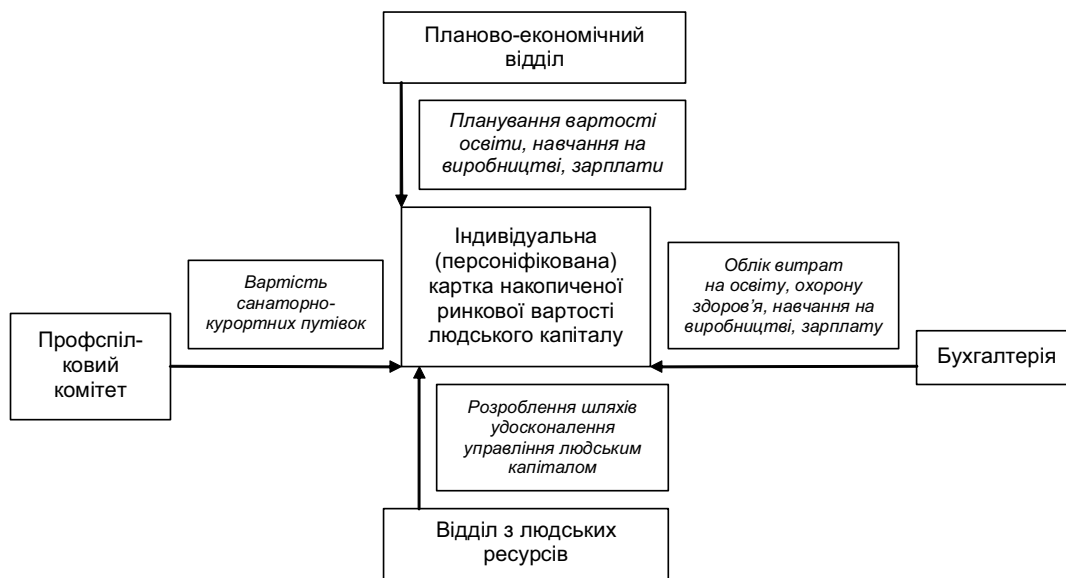 Планово-економічний
відділ
Планування вартості
освіти, навчання на
виробництві, зарплати
Індивідуальна
(персоніфікована)
картка накопиченої
ринкової вартості
людського капіталу
Вартість
санаторно-
курортних путівок
Облік витрат
на освіту, охорону
здоров’я, навчання на
виробництві, зарплату
Профспіл-
ковий
комітет
Бухгалтерія
Розроблення шляхів
удосконалення
управління людським
капіталом
Відділ з людських
ресурсів